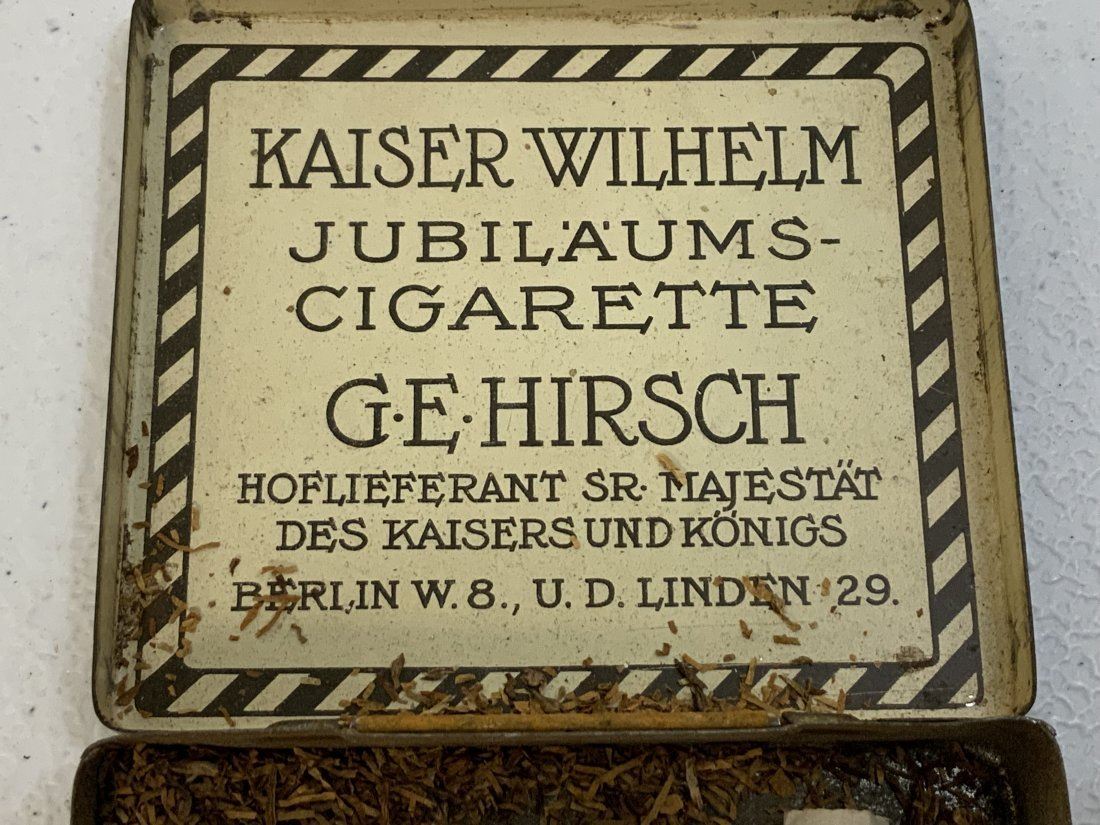 KAISER WILHELM
JUBILÄUMS-
CIGARETTE
G·E·HIRSCH
HOFLIEFERANT SR· MAJESTÄT
DES KAISERS UND KÖNIGS
BERLIN W. 8., U. D. LINDEN 29.